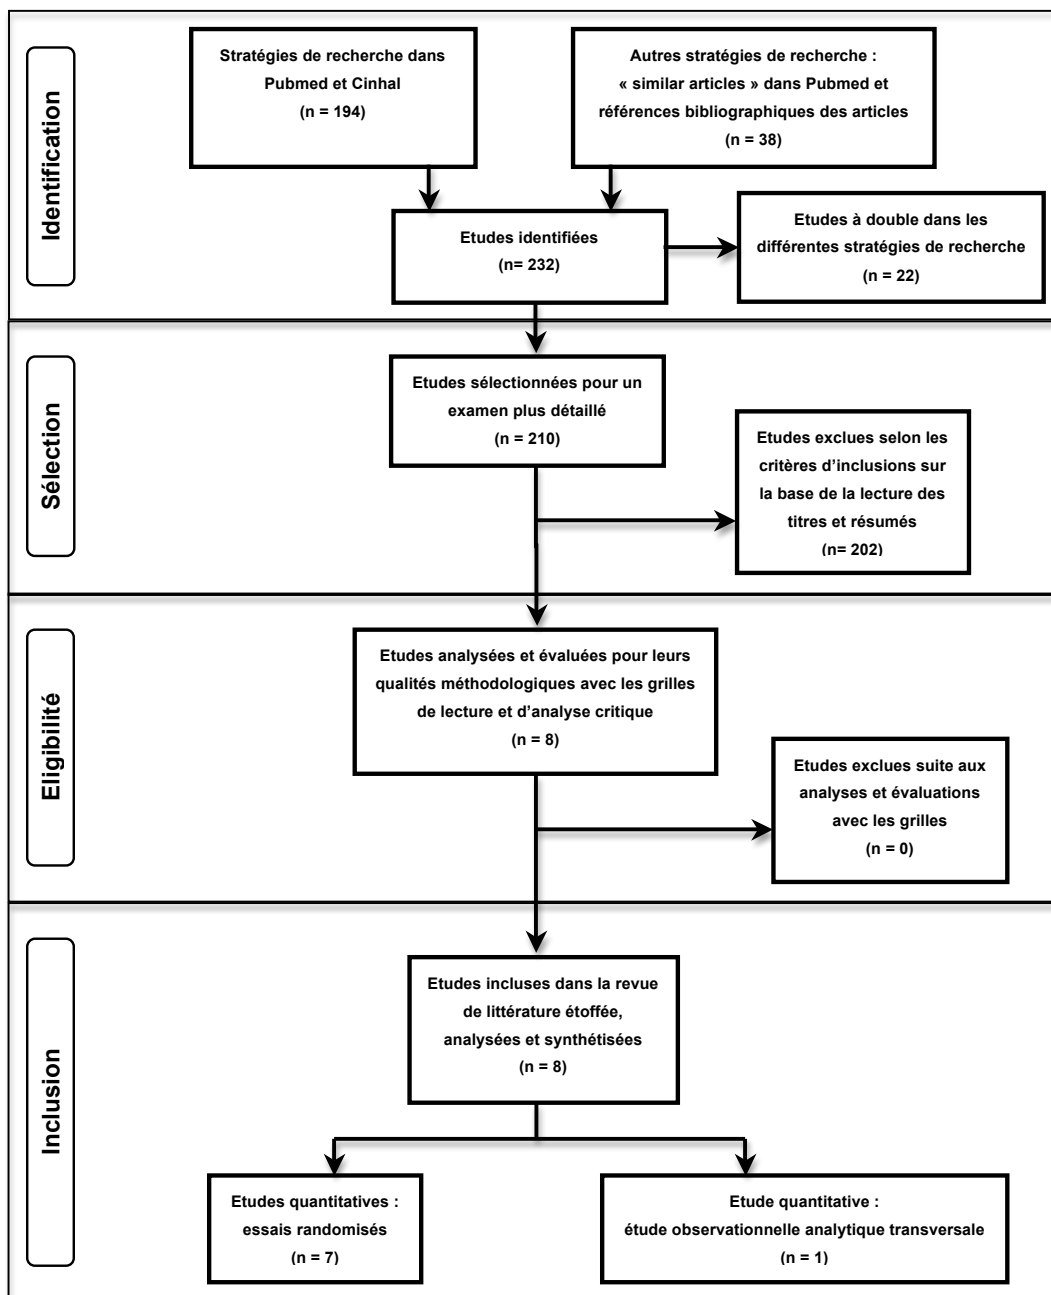 Identification
Stratégies de recherche dans
Pubmed et Cinhal
(n = 194)
Autres stratégies de recherche :
« similar articles » dans Pubmed et
références bibliographiques des articles
(n = 38)
Etudes identifiées
(n= 232)
Etudes à double dans les
différentes stratégies de recherche
(n = 22)
Sélection
Etudes sélectionnées pour un
examen plus détaillé
(n = 210)
Etudes exclues selon les
critères d’inclusions sur
la base de la lecture des
titres et résumés
(n= 202)
Eligibilité
Etudes analysées et évaluées pour leurs
qualités méthodologiques avec les grilles
de lecture et d’analyse critique
(n = 8)
Etudes exclues suite aux
analyses et évaluations
avec les grilles
(n = 0)
Inclusion
Etudes incluses dans la revue
de littérature étoffée,
analysées et synthétisées
(n = 8)
Etudes quantitatives :
essais randomisés
(n = 7)
Etude quantitative :
étude observationnelle analytique transversale
(n = 1)